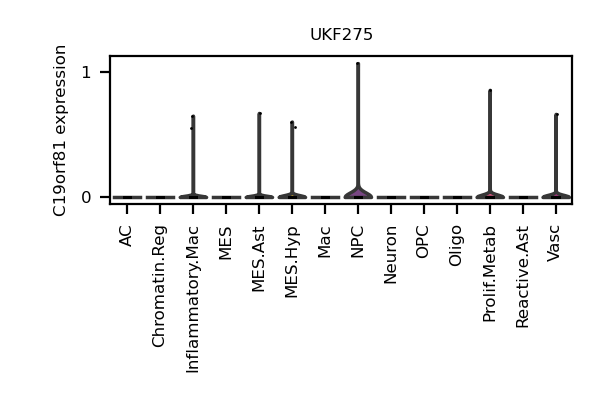 UKF275
C19orf81 expression
1
0
AC
Chromatin.Reg
Inflammatory.Mac
MES
MES.Ast
MES.Hyp
Mac
NPC
Neuron
OPC
Oligo
Prolif.Metab
Reactive.Ast
Vasc